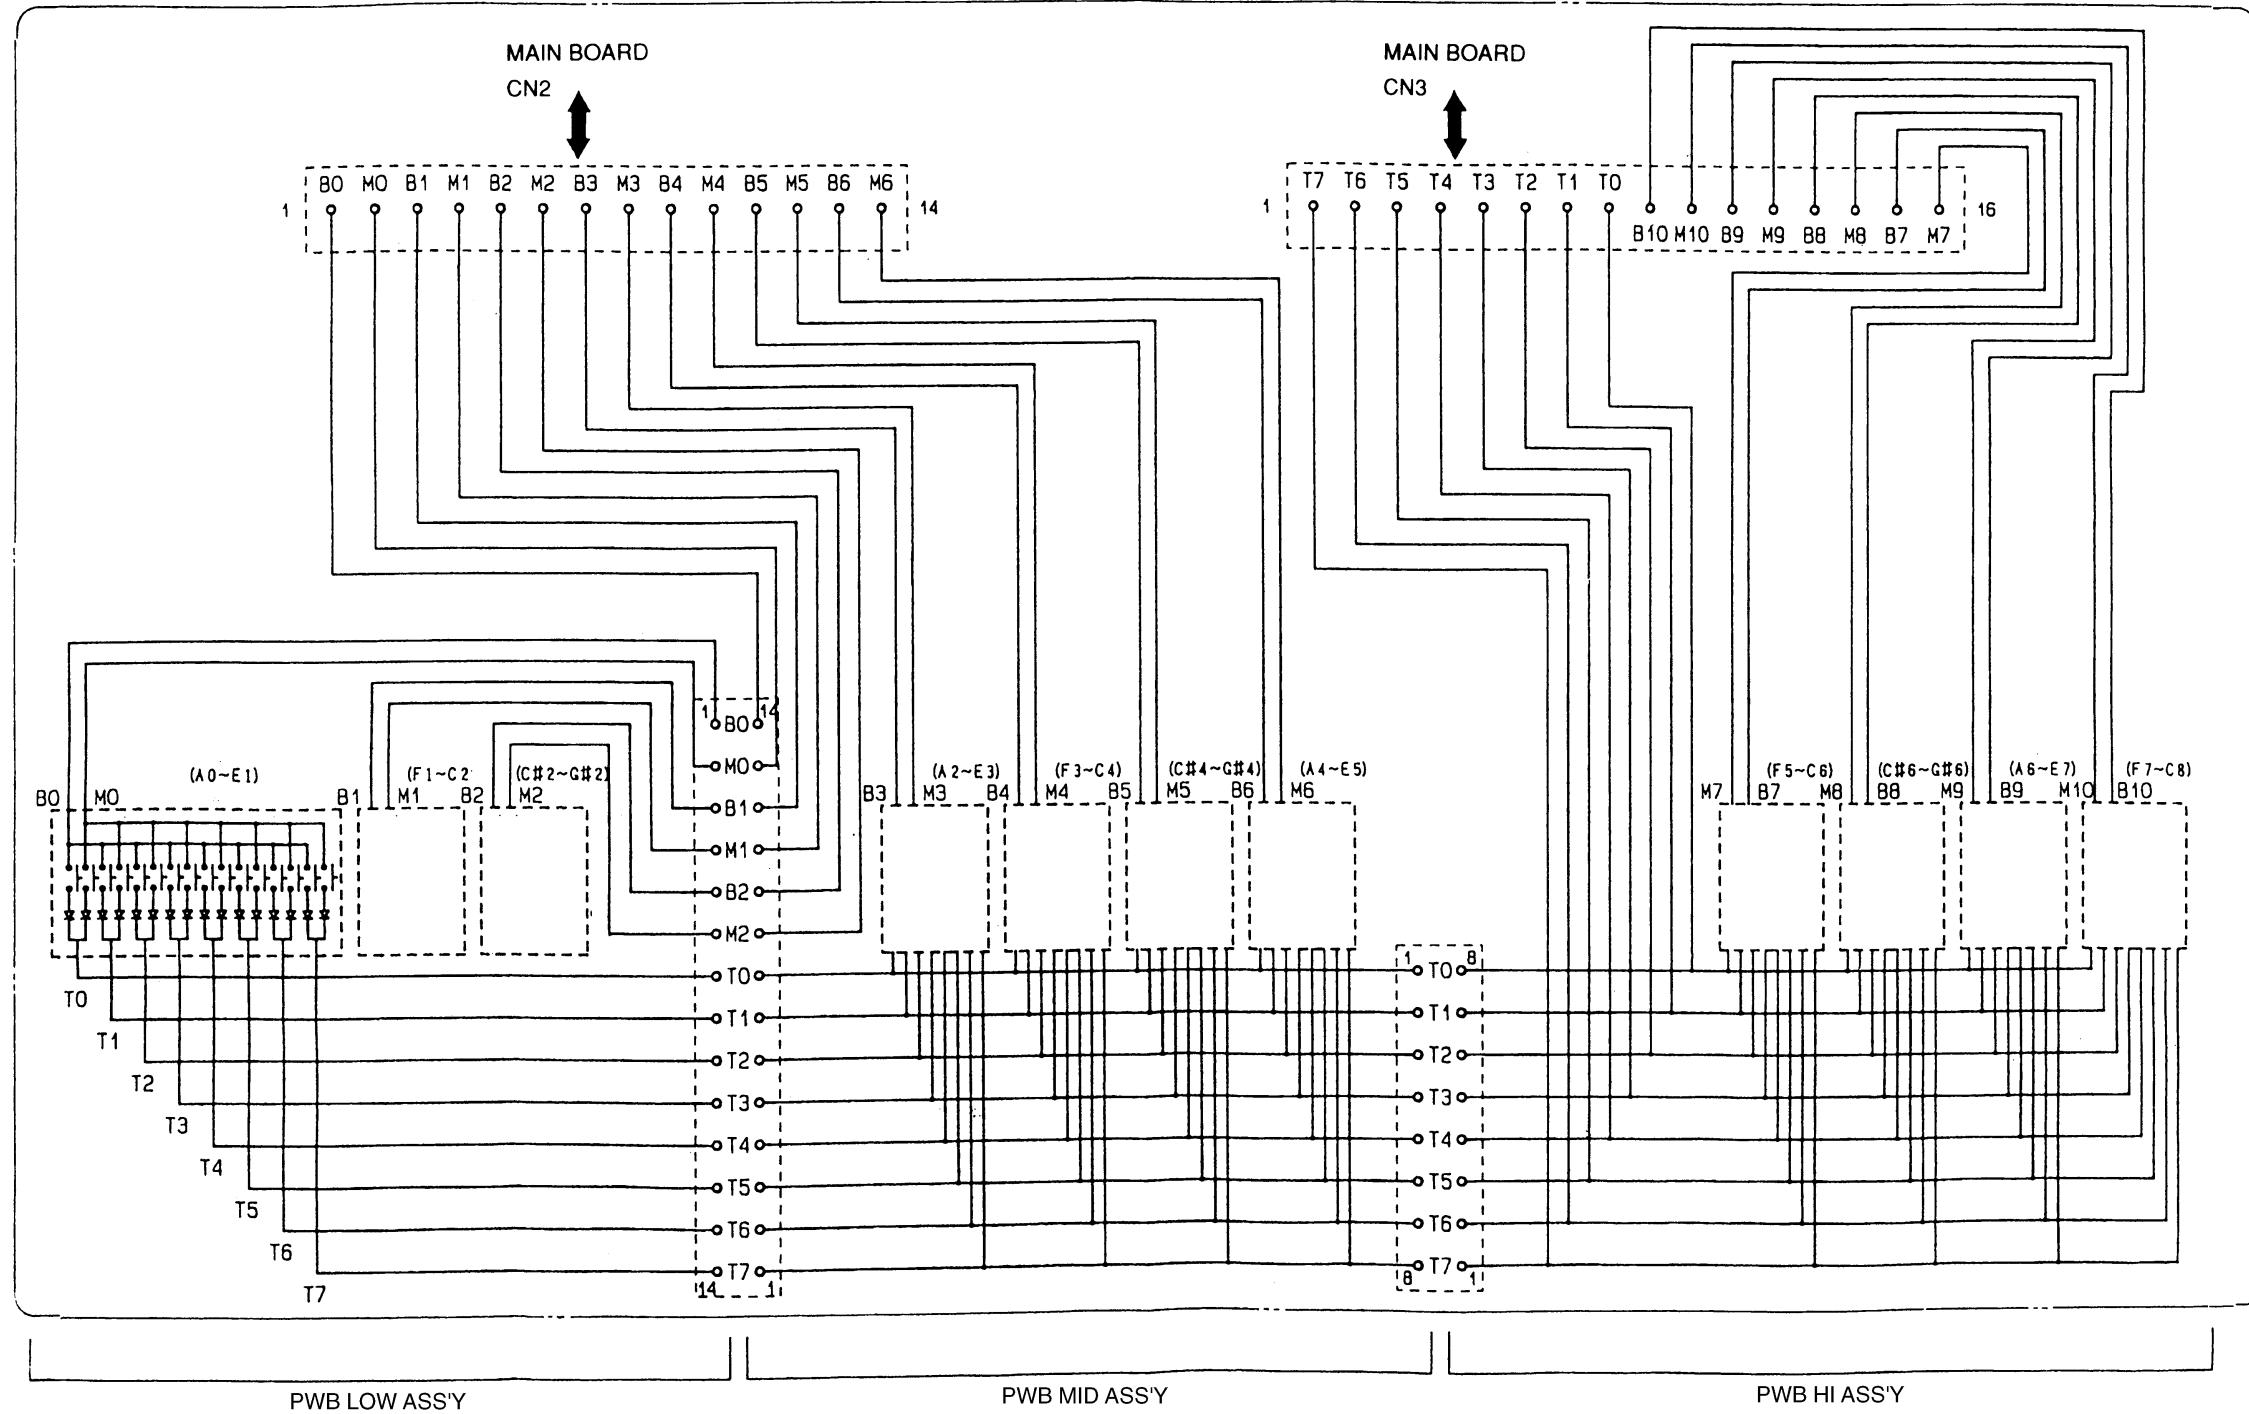 MAIN BOARD
CN2
MAIN BOARD
CN3
B0 M0 B1 M1 B2 M2 B3 M3 B4 M4 B5 M5 B6 M6
1 14
T7 T6 T5 T4 T3 T2 T1 T0
1 16
B10 M10 B9 M9 B8 M8 B7 M7
1 B0 14
M0
B1
M1
B2
M2
T0
T1
T2
T3
T4
T5
T6
T7
14 1
(A0~E1)
B0 M0
(F1~C2
B1 M1
(C#2~G#2)
B2 M2
(A2~E3)
B3 M3
(F3~C4)
B4 M4
(C#4~G#4)
B5 M5
(A4~E5)
B6 M6
(F5~C6)
M7 B7
(C#6~G#6)
M8 B8
(A6~E7)
M9 B9
(F7~C8)
M10 B10
T0
T1
T2
T3
T4
T5
T6
T7
1 T0 8
T1
T2
T3
T4
T5
T6
8 T7 1
PWB LOW ASS'Y
PWB MID ASS'Y
PWB HI ASS'Y